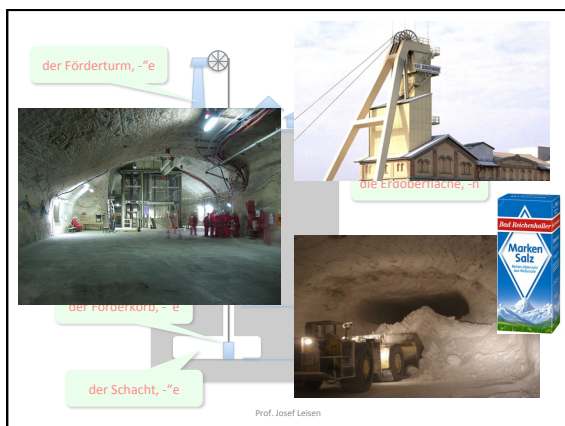 der Förderturm, -“e
die Erdoberfläche, -n
Bad Reichenhaller
Marken
Salz
der Förderkorb, -“e
der Schacht, -“e
Prof. Josef Leisen